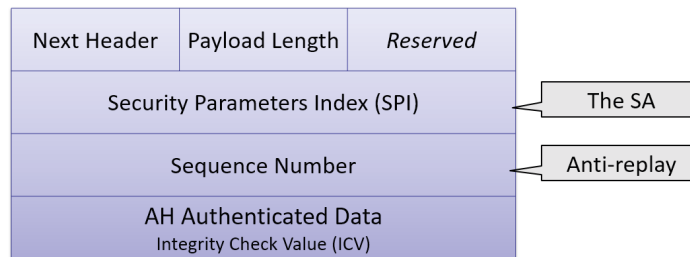 Next Header Payload Length Reserved
Security Parameters Index (SPI) The SA
Sequence Number Anti-replay
AH Authenticated Data
Integrity Check Value (ICV)